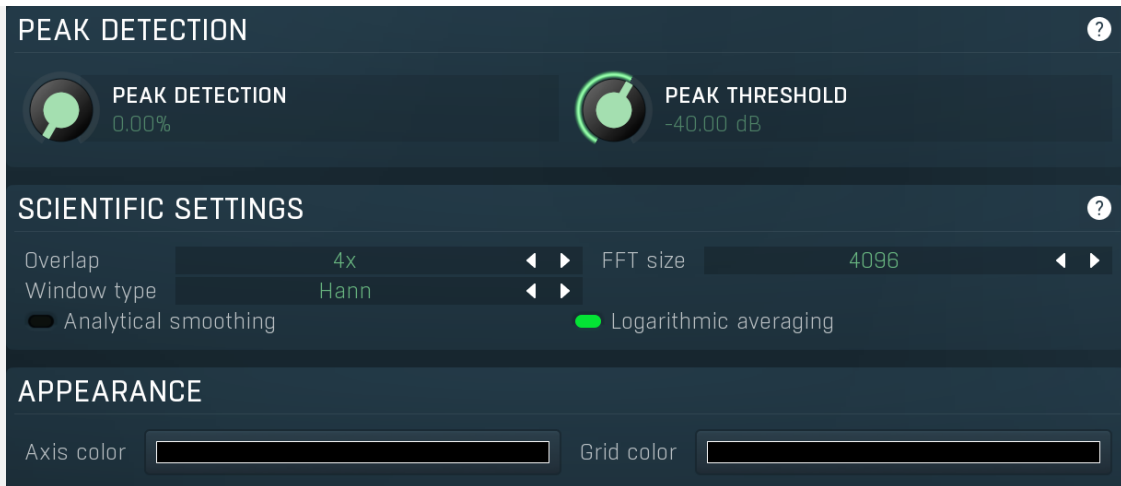 PEAK DETECTION ?
PEAK DETECTION PEAK THRESHOLD
0.00% -40.00 dB
SCIENTIFIC SETTINGS ?
Overlap 4x FFT size 4096
Window type Hann
Analytical smoothing Logarithmic averaging
APPEARANCE
Axis color Grid color